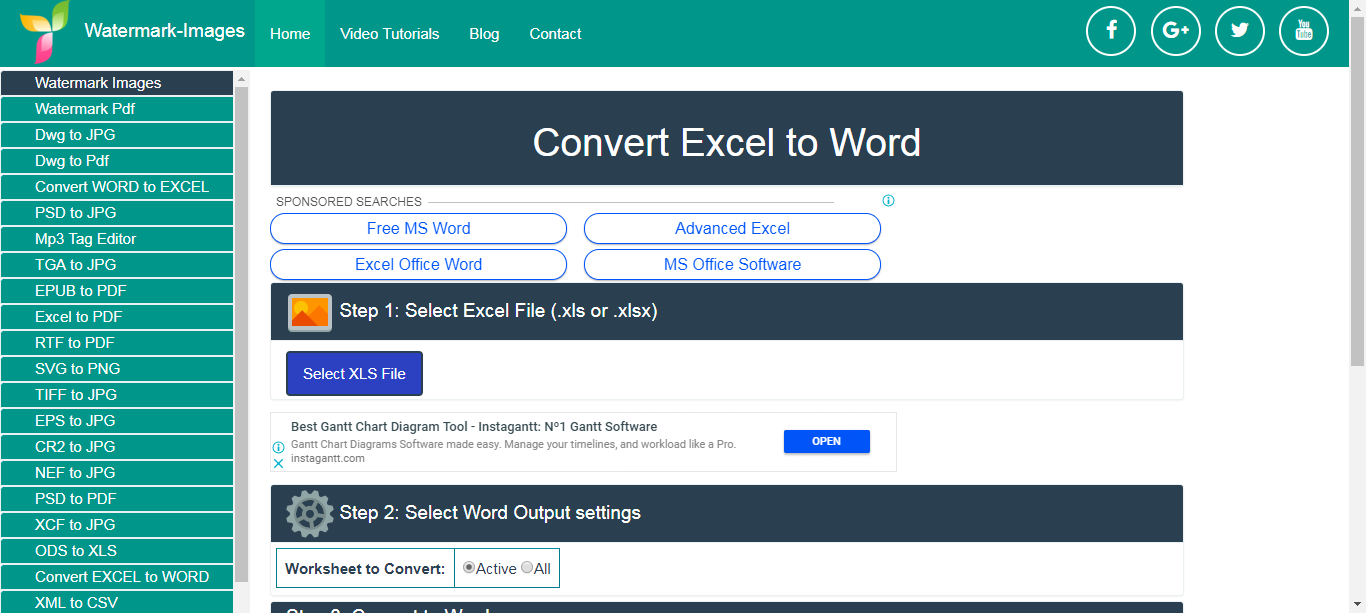 Watermark-Images
Home
Video Tutorials
Blog
Contact
f
G+
You
Tube
Watermark Images
Watermark Pdf
Dwg to JPG
Dwg to Pdf
Convert WORD to EXCEL
PSD to JPG
Mp3 Tag Editor
TGA to JPG
EPUB to PDF
Excel to PDF
RTF to PDF
SVG to PNG
TIFF to JPG
EPS to JPG
CR2 to JPG
NEF to JPG
PSD to PDF
XCF to JPG
ODS to XLS
Convert EXCEL to WORD
XML to CSV
Convert Excel to Word
SPONSORED SEARCHES
Free MS Word
Advanced Excel
Excel Office Word
MS Office Software
Step 1: Select Excel File (.xls or .xlsx)
Select XLS File
Best Gantt Chart Diagram Tool - Instagantt: Nº1 Gantt Software
Gantt Chart Diagrams Software made easy. Manage your timelines, and workload like a Pro.
instagantt.com
OPEN
Step 2: Select Word Output settings
Worksheet to Convert:
Active
All
Step 3: Convert to Word